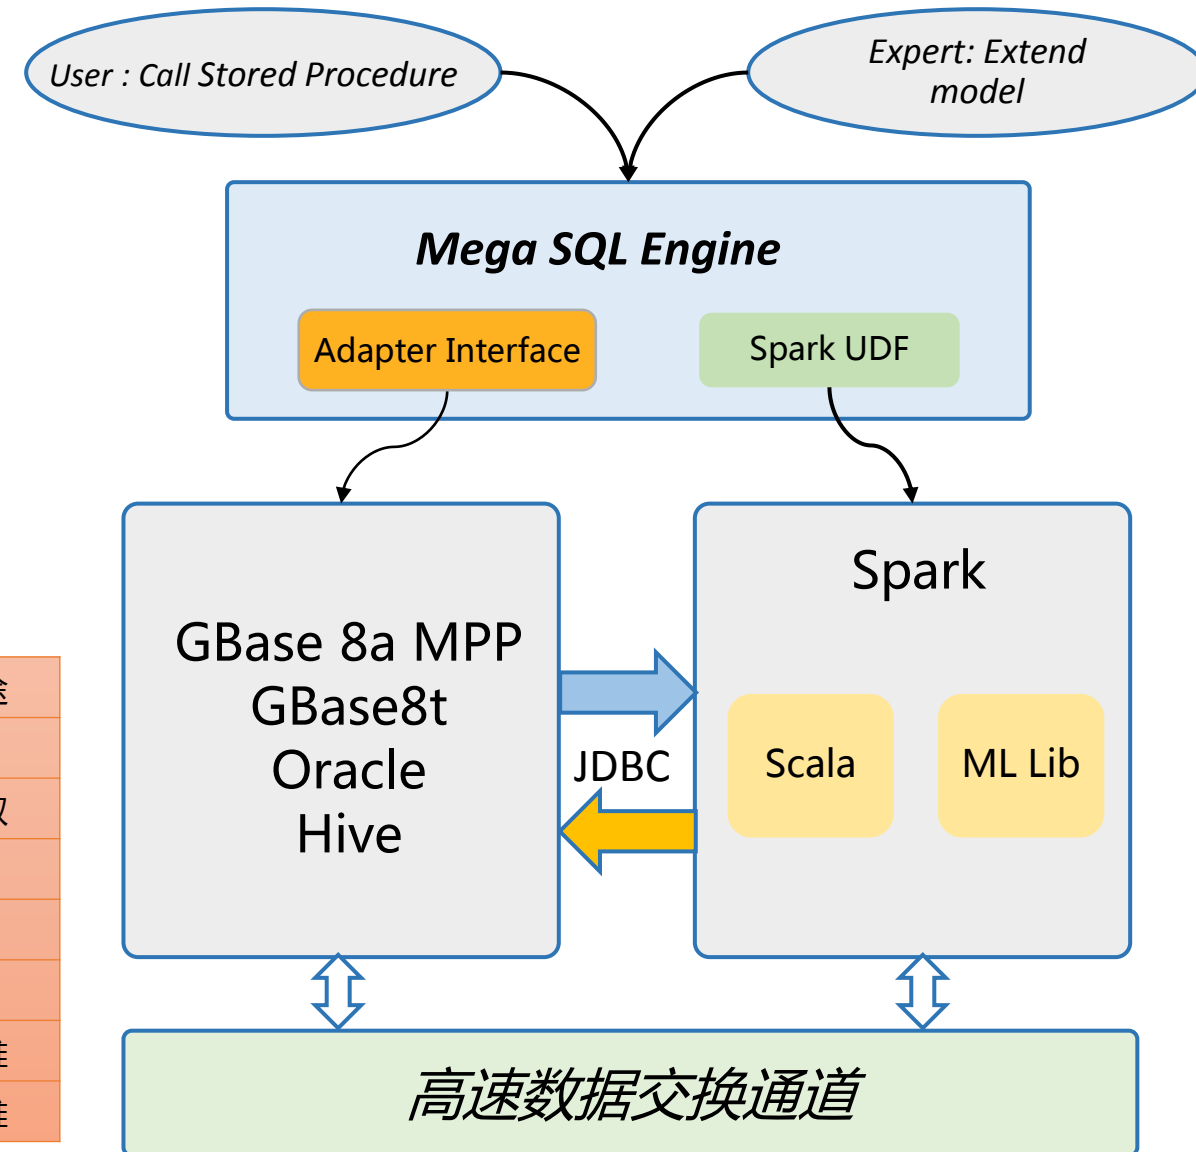 User : Call Stored Procedure
Expert: Extend
model
Mega SQL Engine
Adapter Interface
Spark UDF
GBase 8a MPP
GBase8t
Oracle
Hive
JDBC
Spark
Scala
ML Lib
高速数据交换通道